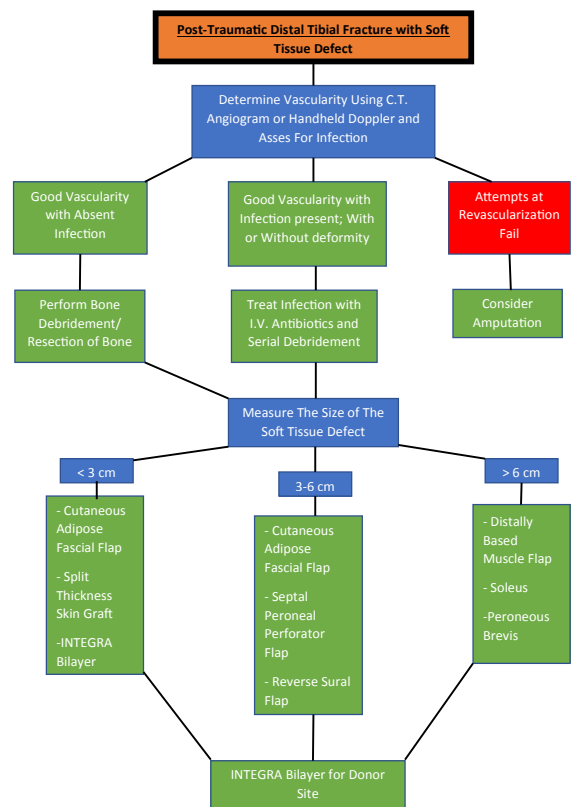 Post-Traumatic Distal Tibial Fracture with Soft
Tissue Defect
Determine Vascularity Using C.T.
Angiogram or Handheld Doppler and
Asses For Infection
Good Vascularity
with Absent
Infection
Good Vascularity with
Infection present; With
or Without deformity
Attempts at
Revascularization
Fail
Perform Bone
Debridement/
Resection of Bone
Treat Infection with
I.V. Antibiotics and
Serial Debridement
Consider
Amputation
Measure The Size of The
Soft Tissue Defect
< 3 cm
3-6 cm
> 6 cm
- Cutaneous
Adipose
Fascial Flap
- Split
Thickness
Skin Graft
-INTEGRA
Bilayer
- Cutaneous
Adipose
Fascial Flap
- Septal
Peroneal
Perforator
Flap
- Reverse Sural
Flap
- Distally
Based
Muscle Flap
- Soleus
-Peroneous
Brevis
INTEGRA Bilayer for Donor
Site